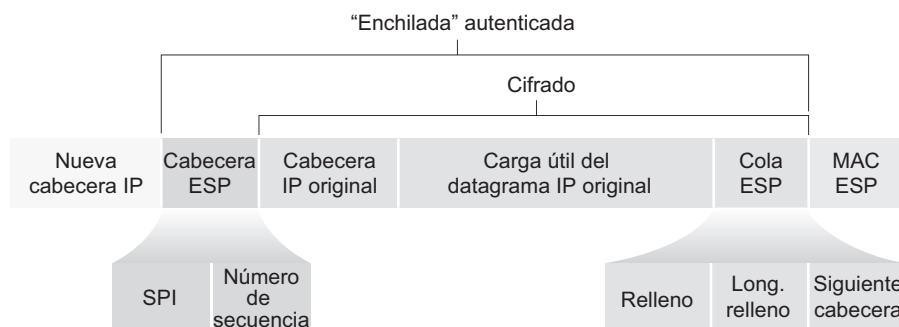 “Enchilada” autenticada
Cifrado
Nueva
cabecera IP
Cabecera
ESP
Cabecera
IP original
Carga útil del
datagrama IP original
Cola
ESP
MAC
ESP
SPI
Número
de
secuencia
Relleno
Long.
relleno
Siguiente
cabecera